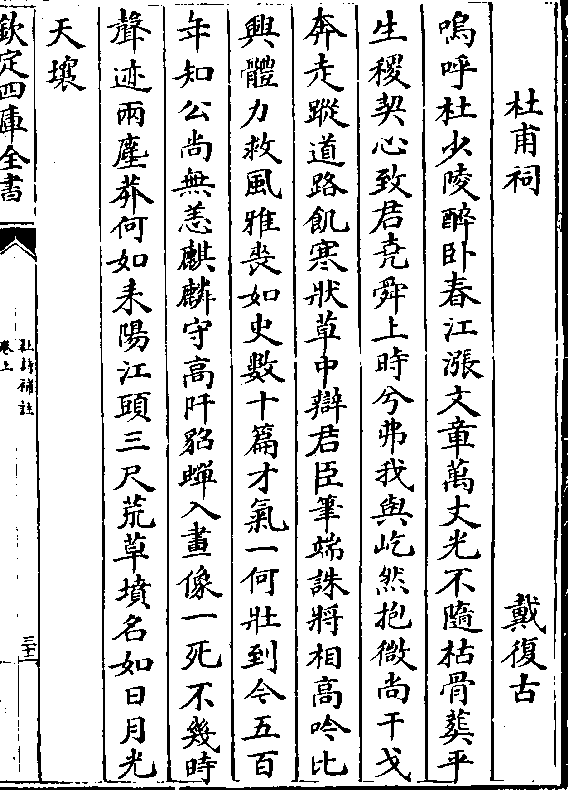 杜甫祠 戴復古
嗚呼杜少陵醉卧春江漲文章萬丈光不隨枯骨葬平
生稷契心致君堯舜上時兮弗我與屹然抱微尚干戈
奔走蹤道路飢寒狀草中辯君臣筆端誅將相高吟比
興體力救風雅喪如史數十篇才氣一何壯到今五百
年知公尚無恙麒麟守高阡貂蟬入畫像一死不幾時
聲迹兩塵莽何如耒陽江頭三尺荒草墳名如日月光
天壤
欽定四庫全書
杜詩補註
卷上